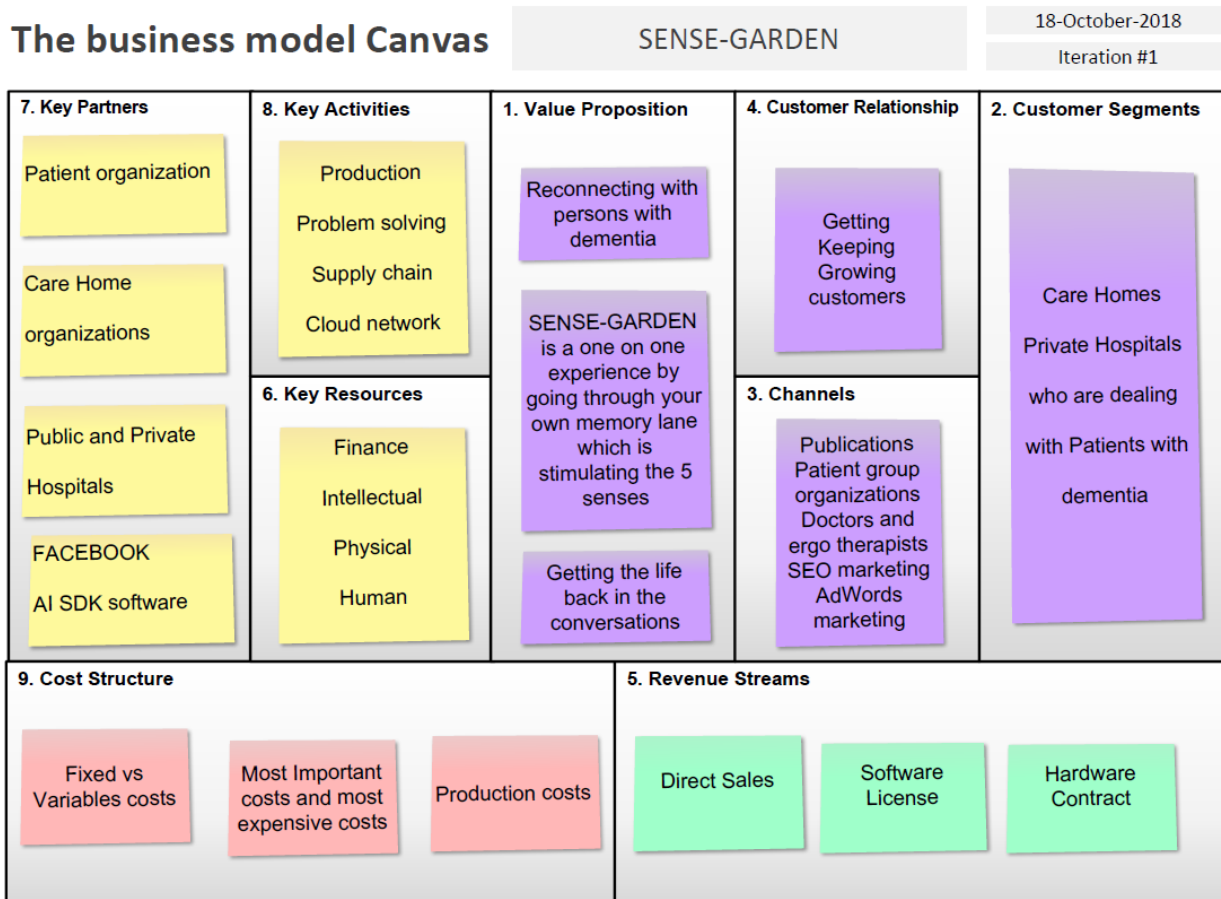 The business model Canvas
SENSE-GARDEN
18-October-2018
Iteration #1
7. Key Partners
Patient organization
Care Home
organizations
Public and Private
Hospitals
FACEBOOK
AI SDK software
8. Key Activities
Production
Problem solving
Supply chain
Cloud network
6. Key Resources
Finance
Intellectual
Physical
Human
1. Value Proposition
Reconnecting with
persons with
dementia
SENSE-GARDEN
is a one on one
experience by
going through your
own memory lane
which is
stimulating the 5
senses
Getting the life
back in the
conversations
4. Customer Relationship
Getting
Keeping
Growing
customers
3. Channels
Publications
Patient group
organizations
Doctors and
ergo therapists
SEO marketing
AdWords
marketing
2. Customer Segments
Care Homes
Private Hospitals
who are dealing
with Patients with
dementia
9. Cost Structure
Fixed vs
Variables costs
Most Important
costs and most
expensive costs
Production costs
5. Revenue Streams
Direct Sales
Software
License
Hardware
Contract